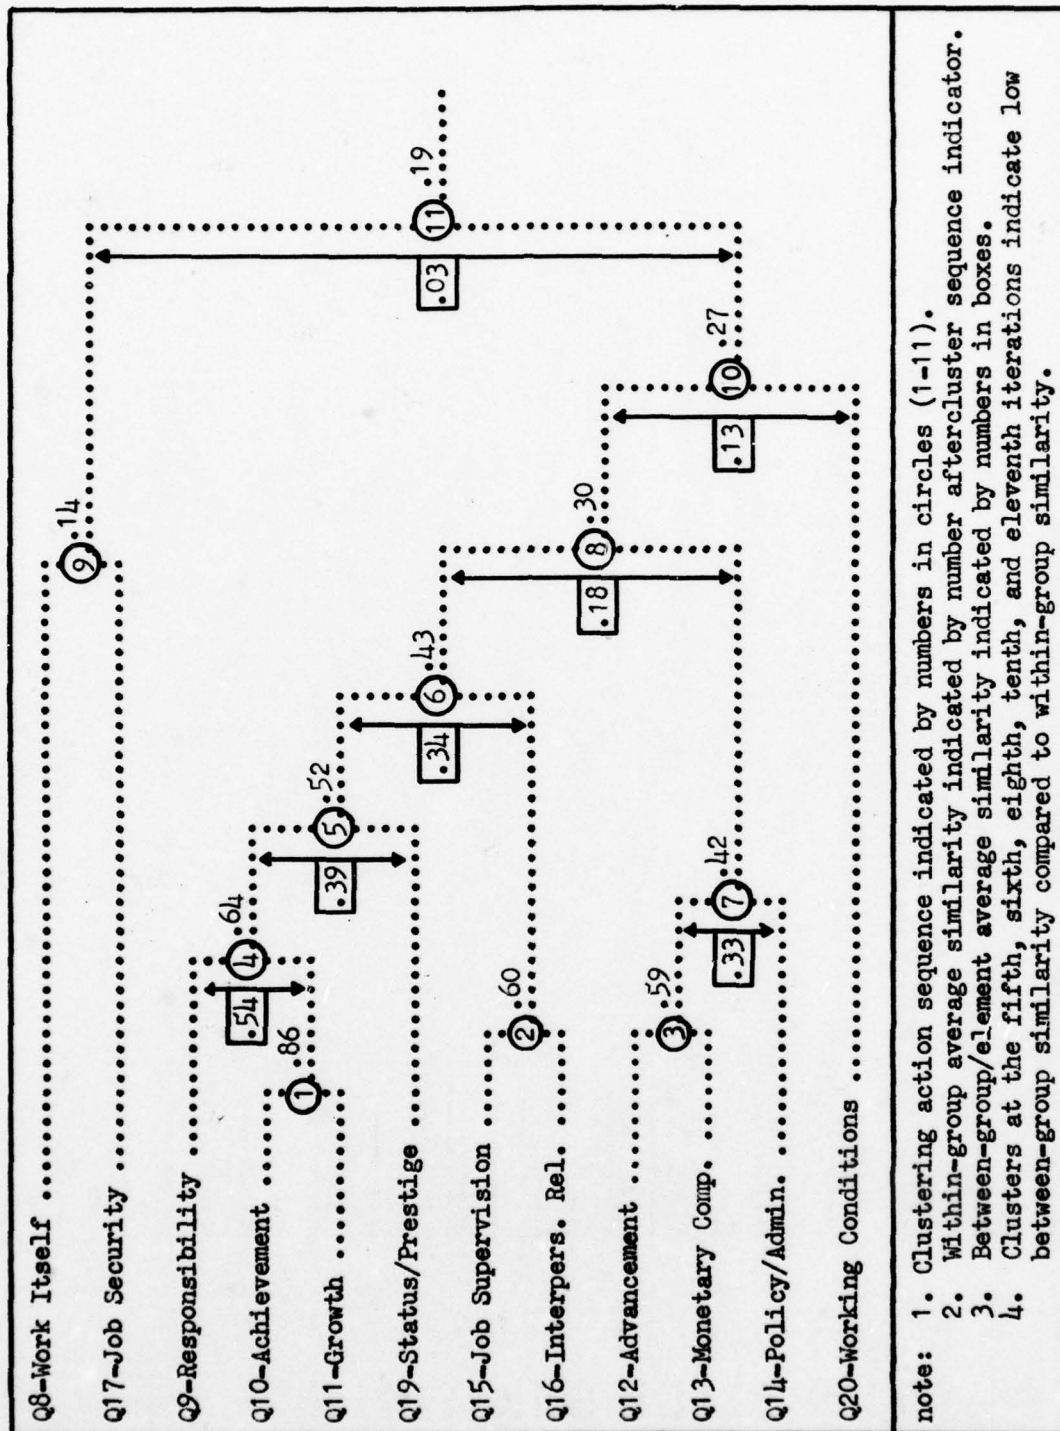 Q8-Work Itself
9 .14
Q17-Job Security
Q9-Responsibility
.54 4 .64
Q10-Achievement
1 .86
Q11-Growth
.39 5 .52
Q19-Status/Prestige
.34 6 .43
Q15-Job Supervision
2 .60
Q16-Interpers. Rel.
.18 8 .30
Q12-Advancement
3 .59
Q13-Monetary Comp.
.33 7 .42
Q14-Policy/Admin.
.13 10 .27
Q20-Working Conditions
.03 11 .19
note: 1. Clustering action sequence indicated by numbers in circles (1-11).
2. Within-group average similarity indicated by number aftercluster sequence indicator.
3. Between-group/element average similarity indicated by numbers in boxes.
4. Clusters at the fifth, sixth, eighth, tenth, and eleventh iterations indicate low
between-group similarity compared to within-group similarity.